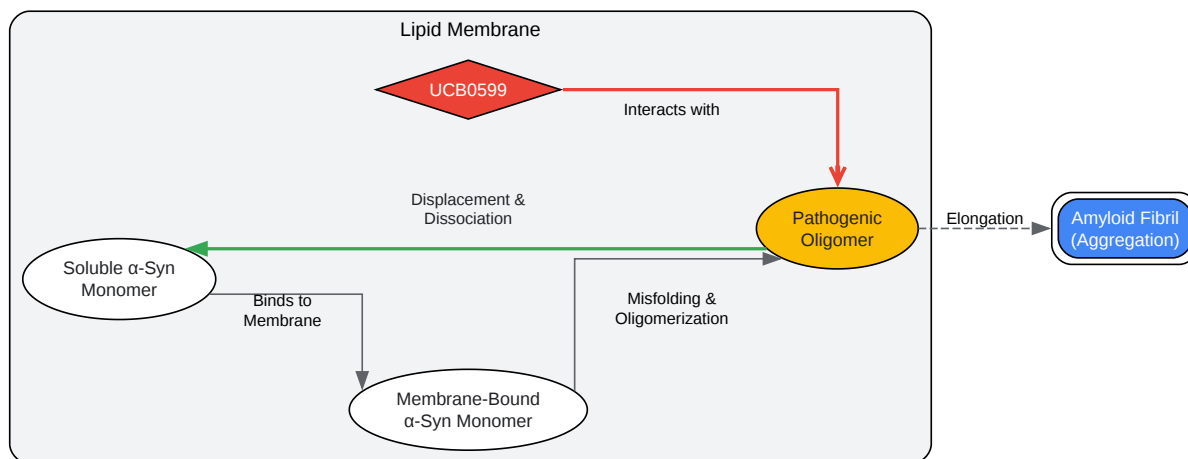 Lipid Membrane
UCB0599
Interacts with
Displacement &
Dissociation
Pathogenic
Oligomer
Elongation
Amyloid Fibril
(Aggregation)
Soluble α-Syn
Monomer
Binds to
Membrane
Misfolding &
Oligomerization
Membrane-Bound
α-Syn Monomer